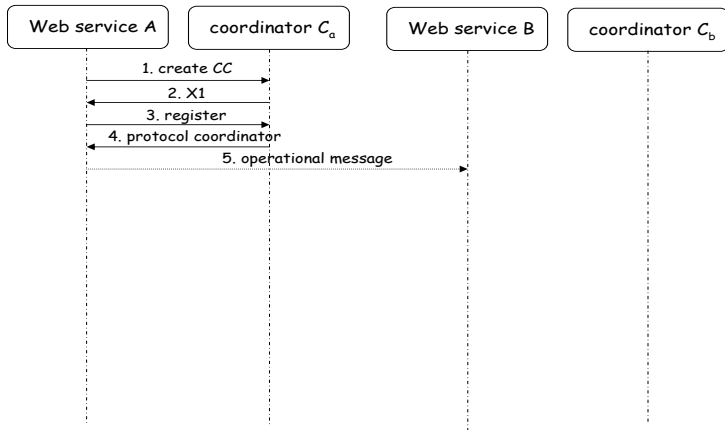 Web service A
coordinator Ca
Web service B
coordinator Cb
1. create CC
2. X1
3. register
4. protocol coordinator
5. operational message